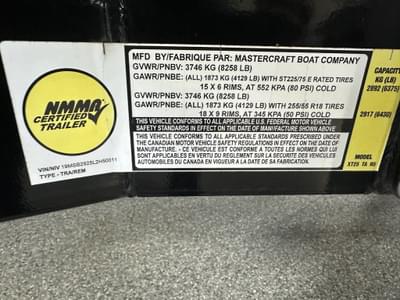 NMMA
CERTIFIED
TRAILER
VIN/NIV 19MSB2925L2H50011
TYPE - TRA/REM
MFD BY/FABRIQUE PAR: MASTERCRAFT BOAT COMPANY
GVWR/PNBV: 3746 KG (8258 LB)
GAWR/PNBE: (ALL) 1873 KG (4129 LB) WITH ST225/75 E RATED TIRES
15 X 6 RIMS, AT 552 KPA (80 PSI) COLD
GVWR/PNBV: 3746 KG (8258 LB)
GAWR/PNBE: (ALL) 1873 KG (4129 LB) WITH 255/55 R18 TIRES
18 X 9 RIMS, AT 345 KPA (50 PSI) COLD
THIS VEHICLE CONFORMS TO ALL APPLICABLE U.S. FEDERAL MOTOR VEHICLE
SAFETY STANDARDS IN EFFECT ON THE DATE OF MANUFACTURE SHOWN ABOVE.
THIS VEHICLE CONFORMS TO ALL APPLICABLE STANDARDS PRESCRIBED UNDER
THE CANADIAN MOTOR VEHICLE SAFETY REGULATIONS IN EFFECT ON THE DATE OF
MANUFACTURE. - CE VEHICULE EST CONFORME A TOUTES LES NORMES QUI LUI
SONT APPLICABLES EN VERTU DU REGLEMENT SUR LA SECURITE DES VEHICULES
AUTOMOBILES DU CANADA EN VIGUEUR A LA DATE DE SA FABRICATION.
CAPACITY
KG (LB)
2892 (6375)
2917 (6430)
MODEL
XT25 TA